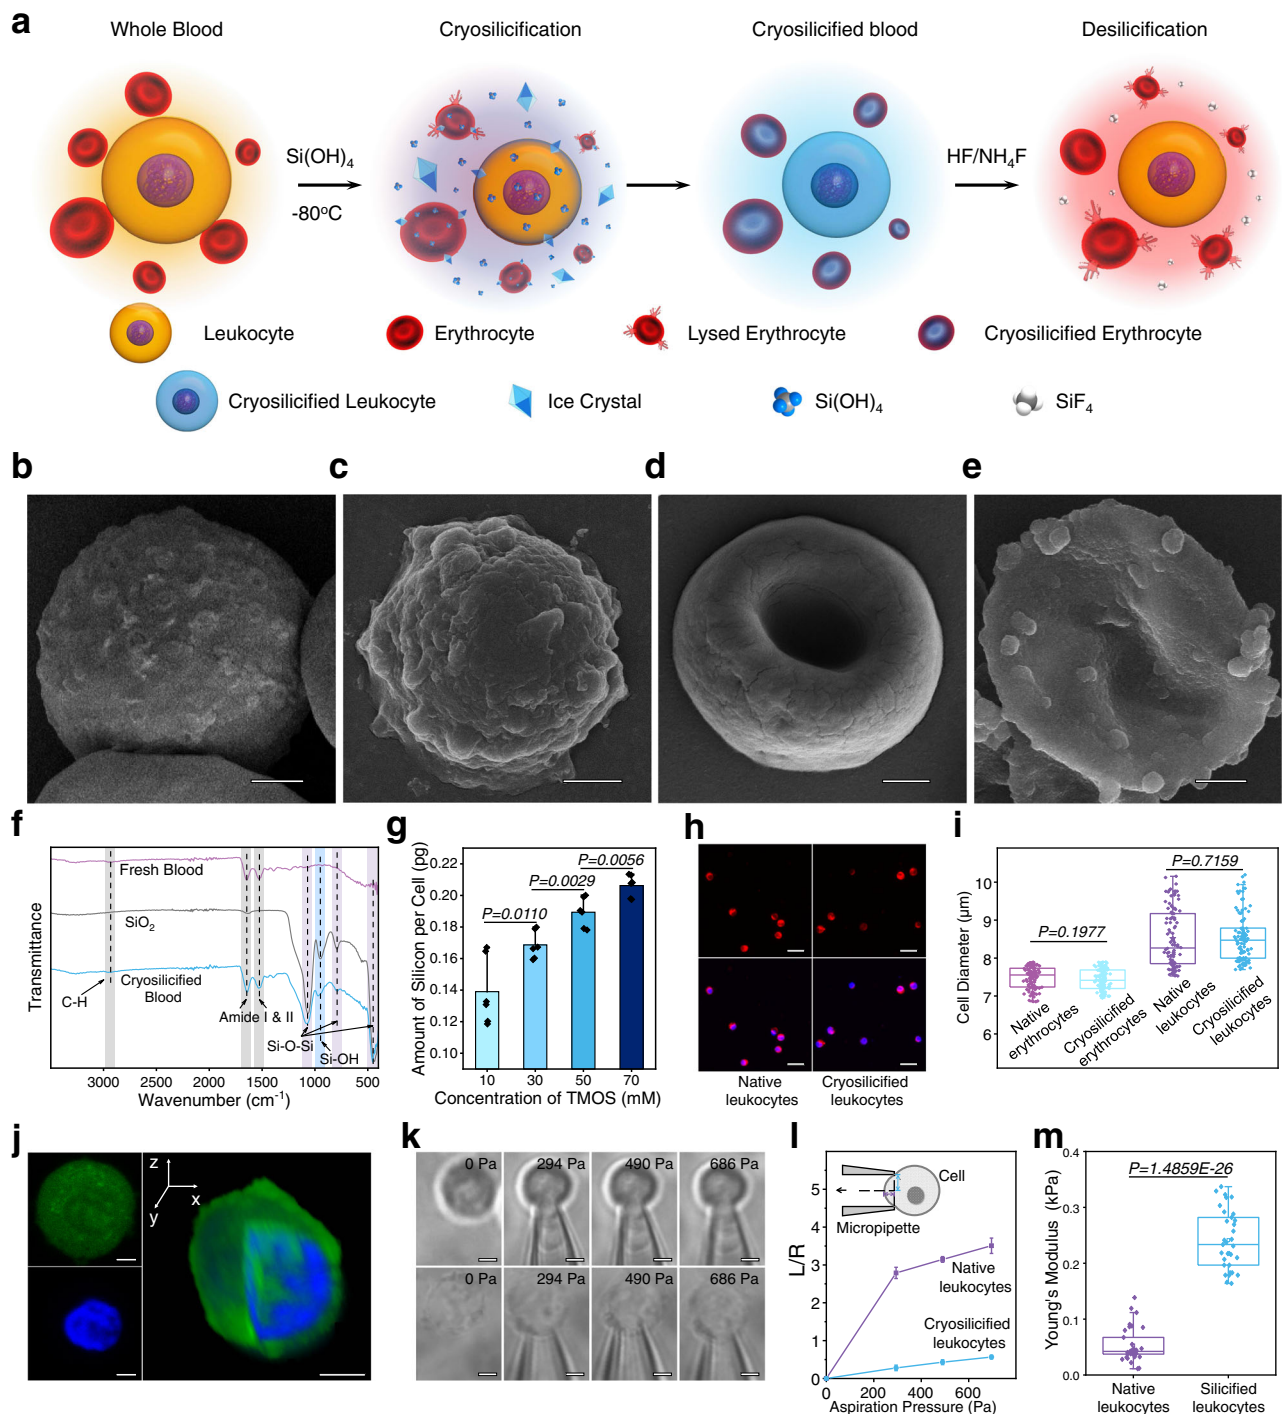 a
Whole Blood
Cryosilicification
Cryosilicified blood
Desilicification
Si(OH)₄
-80ºC
HF/NH₄F
Leukocyte
Erythrocyte
Lysed Erythrocyte
Cryosilicified Erythrocyte
Cryosilicified Leukocyte
Ice Crystal
Si(OH)₄
SiF₄
b
c
d
e
f
Transmittance
Fresh Blood
SiO₂
Cryosilicified
Blood
C-H
Amide I & II
Si-O-Si
Si-OH
3000 2500 2000 1500 1000 500
Wavenumber (cm⁻¹)
g
Amount of Silicon per Cell (pg)
0.22
0.20
0.18
0.16
0.14
0.12
0.10
P=0.0110
P=0.0029
P=0.0056
10 30 50 70
Concentration of TMOS (mM)
h
Native
leukocytes
Cryosilicified
leukocytes
i
Cell Diameter (μm)
10
9
8
7
6
P=0.1977
P=0.7159
Native
erythrocytes
Cryosilicified
erythrocytes
Native
leukocytes
Cryosilicified
leukocytes
j
z
x
y
k
0 Pa
294 Pa
490 Pa
686 Pa
0 Pa
294 Pa
490 Pa
686 Pa
l
L/R
5
4
3
2
1
0
Cell
Micropipette
Native
leukocytes
Cryosilicified
leukocytes
0 200 400 600
Aspiration Pressure (Pa)
m
Young's Modulus (kPa)
0.4
0.3
0.2
0.1
0.0
P=1.4859E-26
Native
leukocytes
Silicified
leukocytes